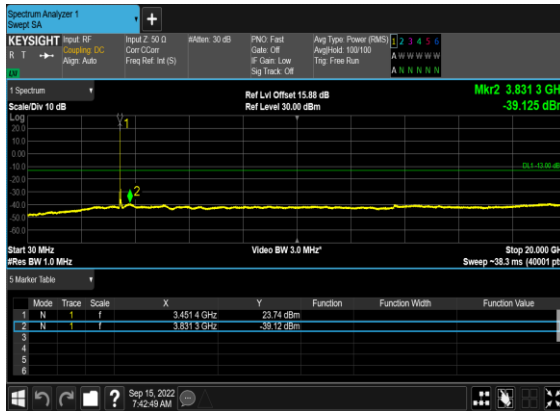 Spectrum Analyzer 1
Swept SA
+
KEYSIGHT Input: RF Input Z: 50 Ω #Atten: 30 dB PNO: Fast Avg Type: Power (RMS) 1 2 3 4 5 6
R T Coupling: DC Corr CCorr Gate: Off Avg|Hold: 100/100 A W W W W W
Align: Auto Freq Ref: Int (S) IF Gain: Low Trig: Free Run
Sig Track: Off A N N N N N
1 Spectrum Ref Lvl Offset 15.88 dB Mkr2 3.831 3 GH
Scale/Div 10 dB Ref Level 30.00 dBm -39.125 dBr
Log
20.0
10.0
0.00
-10.0
-20.0
-30.0
-40.0
-50.0
-60.0
1
2
DL1 -13.00 dB
Start 30 MHz Video BW 3.0 MHz* Stop 20.000 GH
#Res BW 1.0 MHz Sweep ~38.3 ms (40001 pt
5 Marker Table
Mode Trace Scale X Y Function Function Width Function Value
1 N 1 f 3.451 4 GHz 23.74 dBm
2 N 1 f 3.831 3 GHz -39.12 dBm
3
4
5
6
? Sep 15, 2022
7:42:49 AM